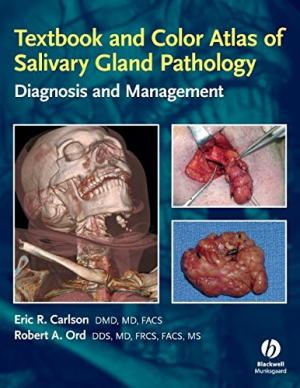 Textbook and Color Atlas of
Salivary Gland Pathology
Diagnosis and Management
Eric R. Carlson DMD, MD, FACS
Robert A. Ord DDS, MD, FRCS, FACS, MS
Blackwell
Munksgaard